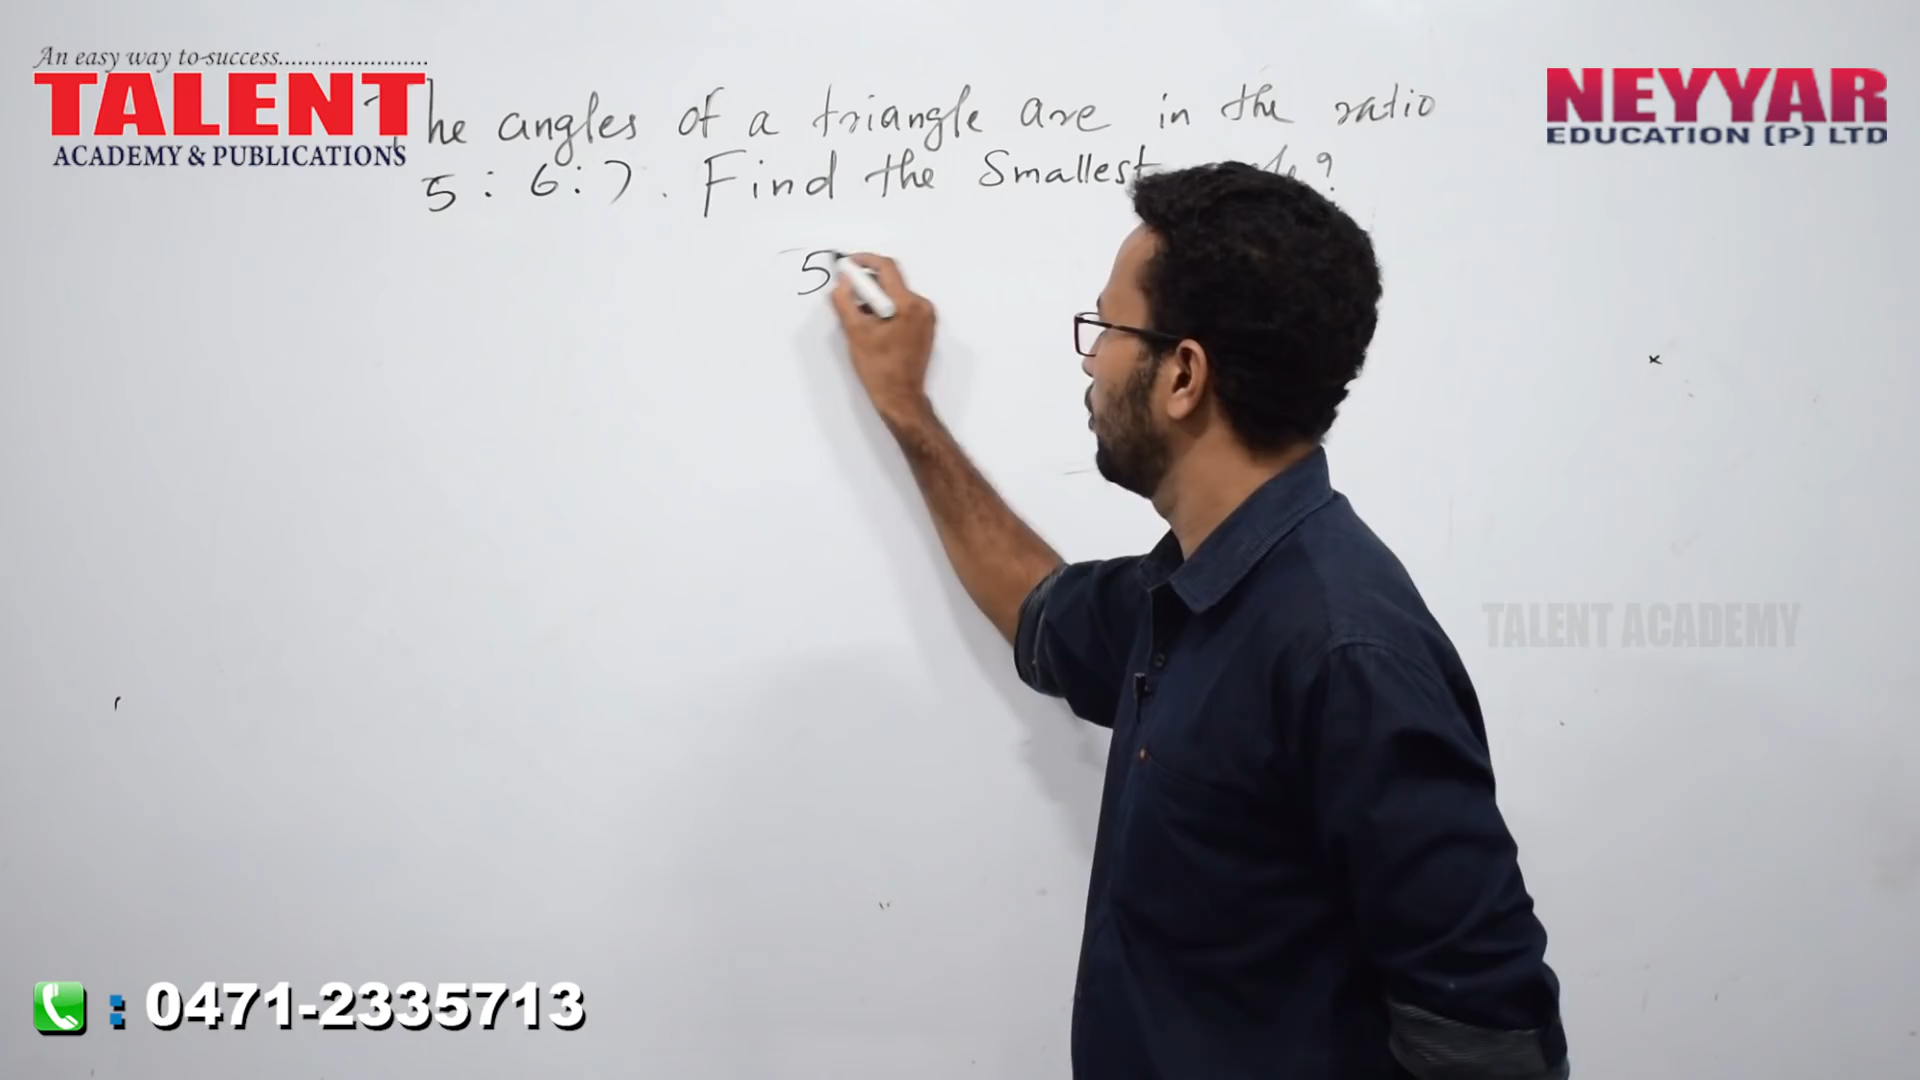 An easy way to success........................
TALENT
ACADEMY & PUBLICATIONS
NEYYAR
EDUCATION (P) LTD
The angles of a triangle are in the ratio
5 : 6 : 7 . Find the Smallest ?
5
TALENT ACADEMY
: 0471-2335713